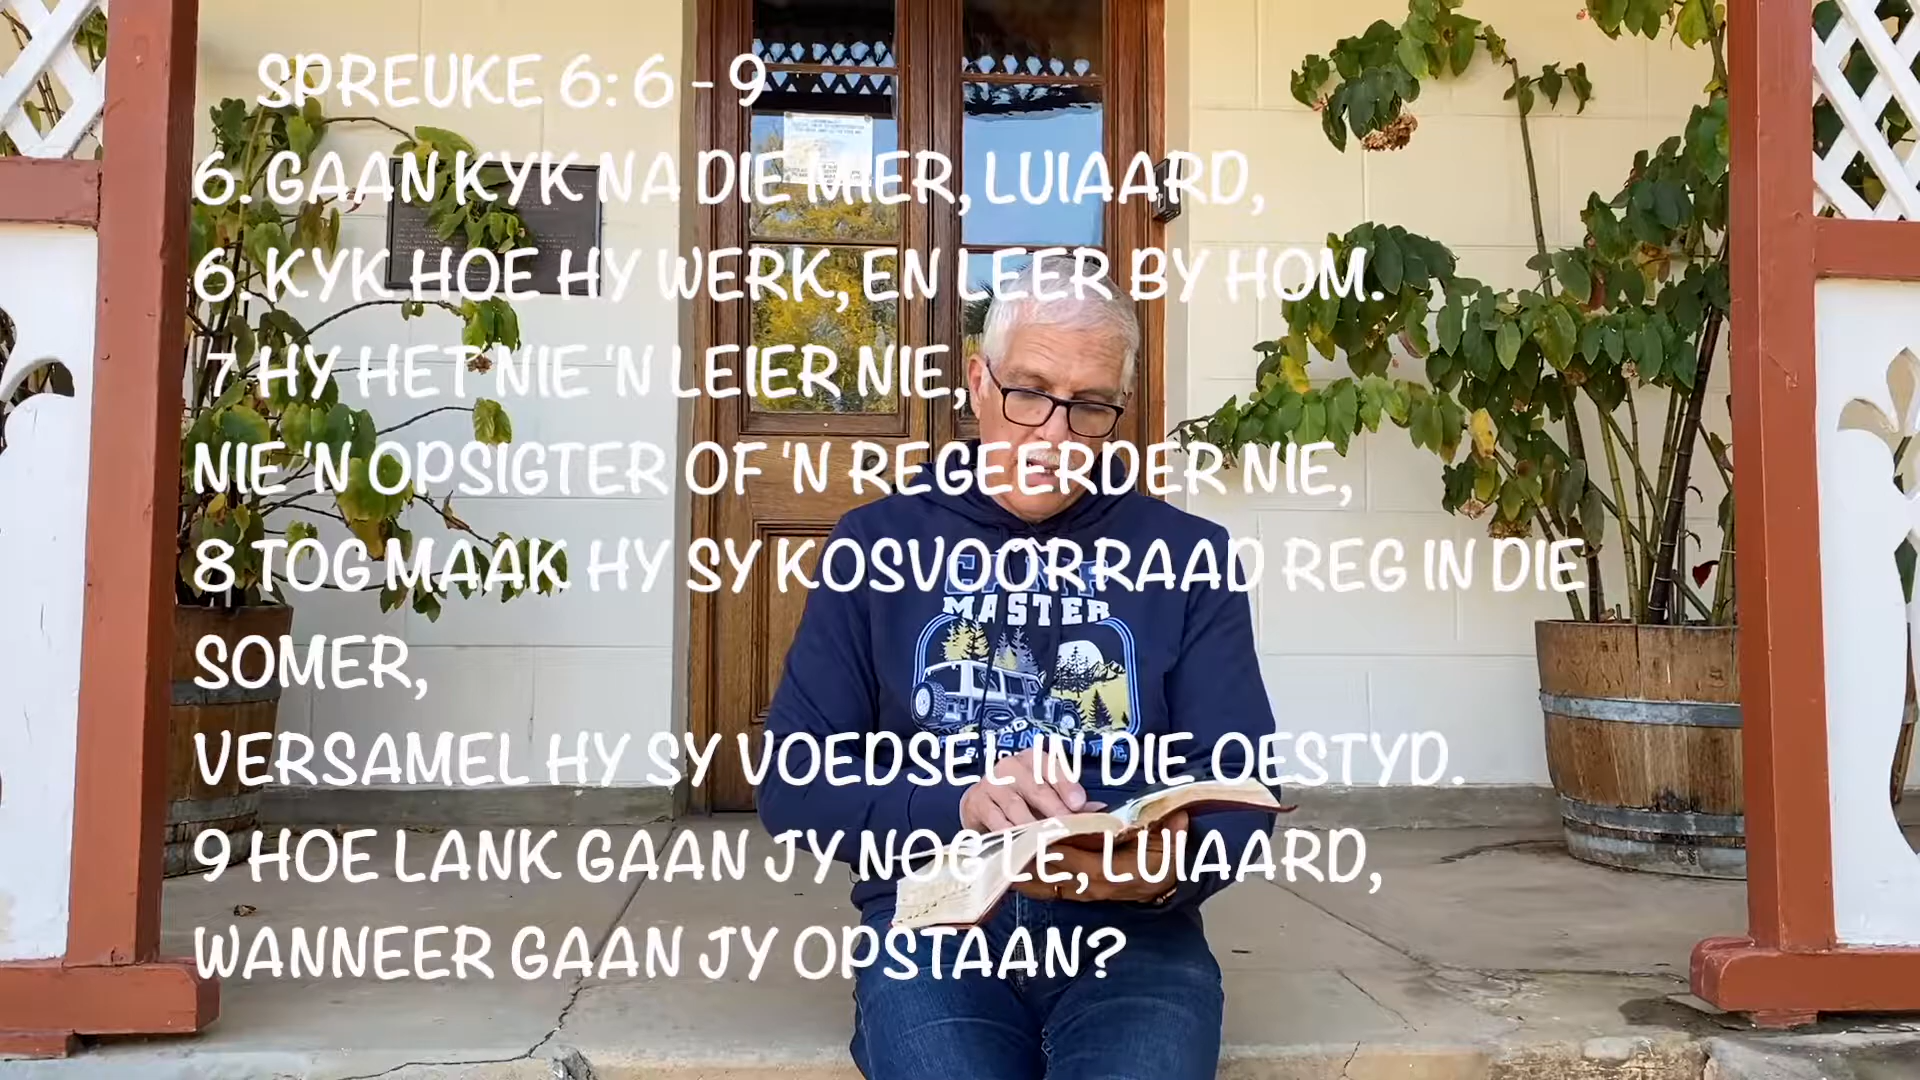 SPREUKE 6: 6 - 9
6. GAAN KYK NA DIE MIER, LUIAARD,
6. KYK HOE HY WERK, EN LEER BY HOM.
7 HY HET NIE 'N LEIER NIE,
NIE 'N OPSIGTER OF 'N REGEERDER NIE,
8 TOG MAAK HY SY KOSVOORRAAD REG IN DIE
SOMER,
VERSAMEL HY SY VOEDSEL IN DIE OESTYD.
9 HOE LANK GAAN JY NOG LÊ, LUIAARD,
WANNEER GAAN JY OPSTAAN?
MASTER